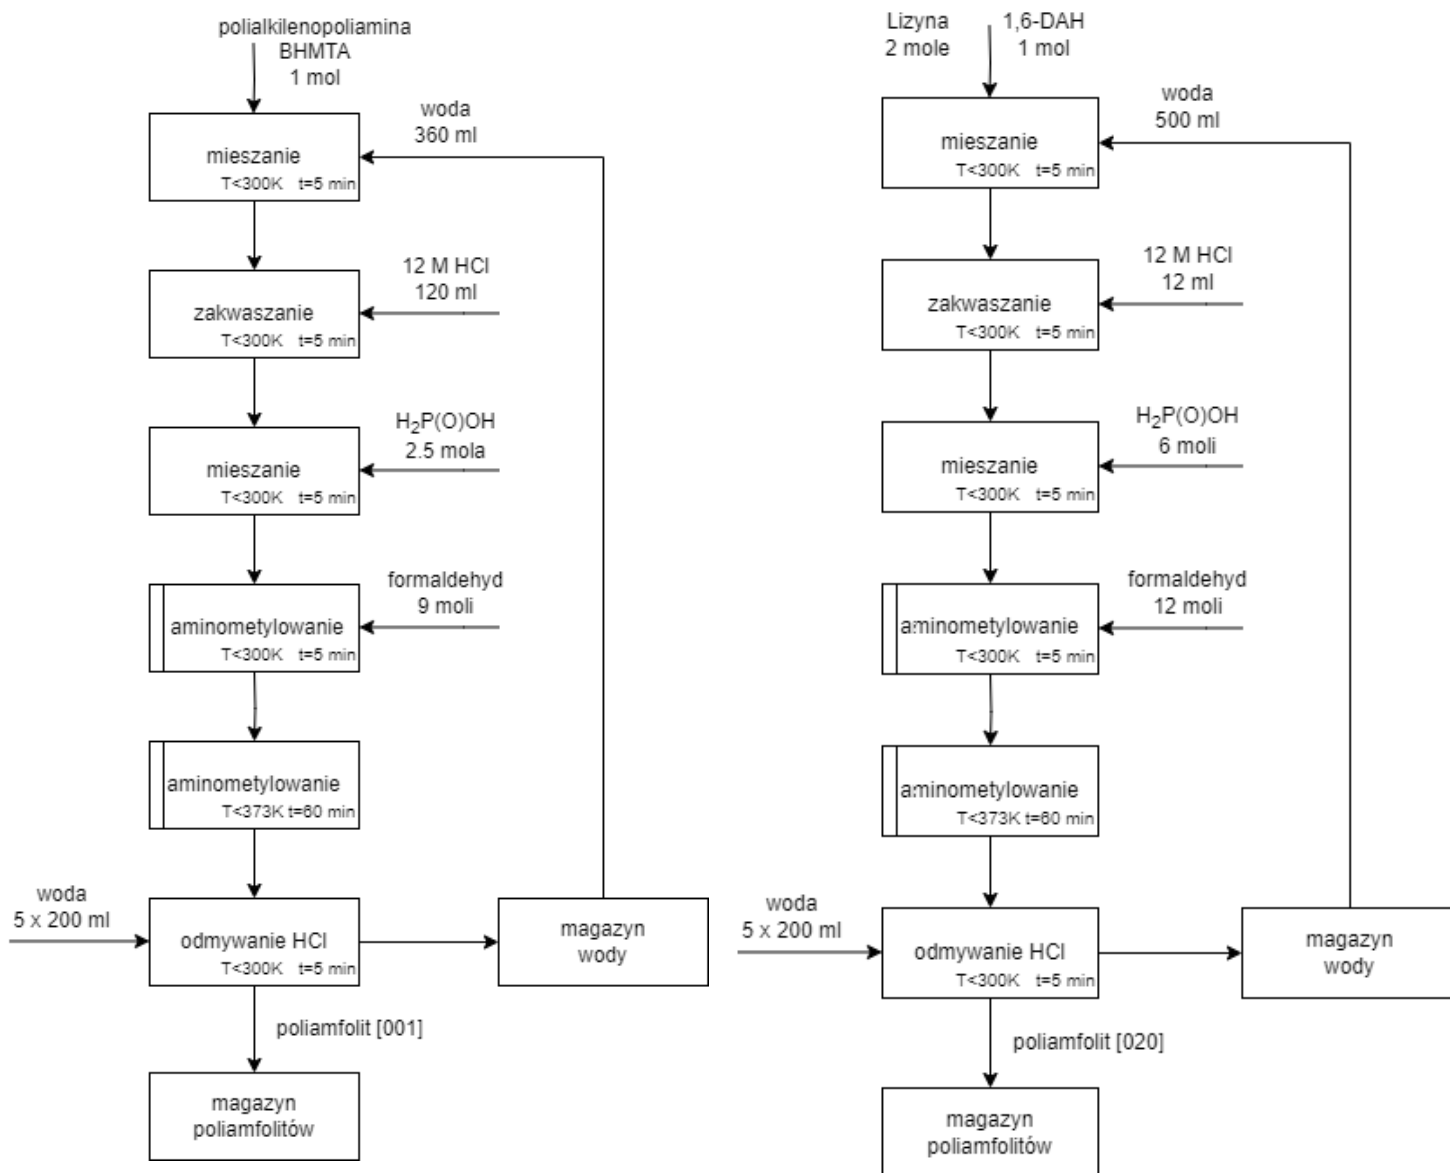 polialkilenopoliamina
BHMTA
1 mol
woda
360 ml
mieszanie
T<300K t=5 min
12 M HCl
120 ml
zakwaszanie
T<300K t=5 min
H₂P(O)OH
2.5 mola
mieszanie
T<300K t=5 min
formaldehyd
9 moli
aminometylowanie
T<300K t=5 min
aminometylowanie
T<373K t=60 min
woda
5 x 200 ml
odmywanie HCl
T<300K t=5 min
magazyn
wody
poliamfolit [001]
magazyn
poliamfolitów
Lizyna
2 mole
1,6-DAH
1 mol
woda
500 ml
mieszanie
T<300K t=5 min
12 M HCl
12 ml
zakwaszanie
T<300K t=5 min
H₂P(O)OH
6 moli
mieszanie
T<300K t=5 min
formaldehyd
12 moli
aminometylowanie
T<300K t=5 min
aminometylowanie
T<373K t=60 min
woda
5 x 200 ml
odmywanie HCl
T<300K t=5 min
magazyn
wody
poliamfolit [020]
magazyn
poliamfolitów